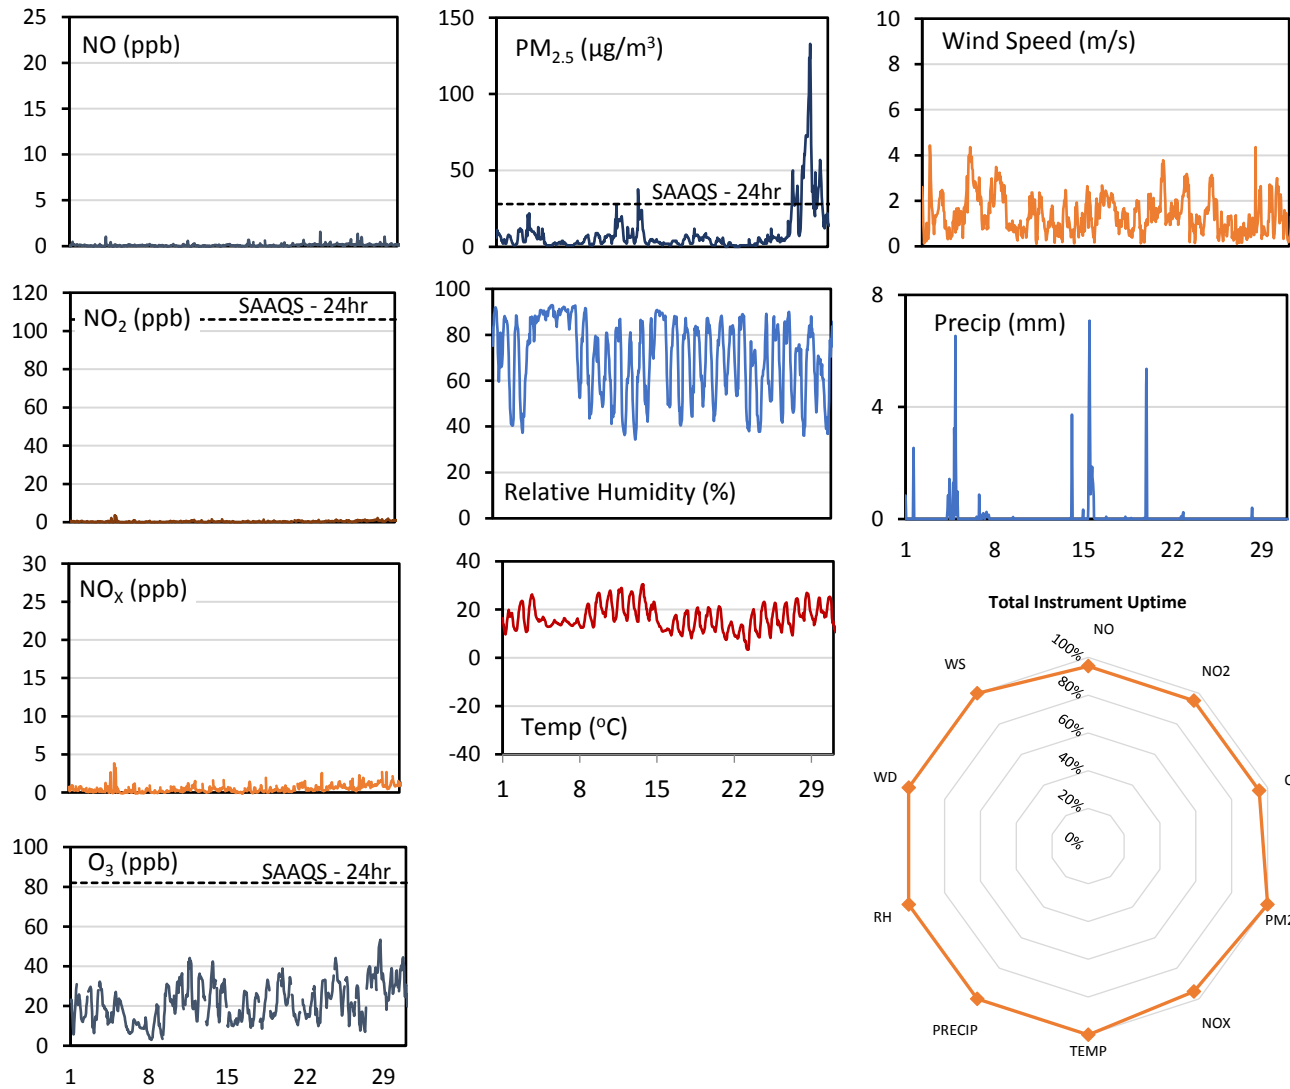 25
20
15
10
5
0
NO (ppb)
150
100
50
0
PM2.5 (µg/m³)
SAAQS - 24hr
10
8
6
4
2
0
Wind Speed (m/s)
120
100
80
60
40
20
0
NO2 (ppb)
SAAQS - 24hr
100
80
60
40
20
0
Relative Humidity (%)
8
4
0
Precip (mm)
1 8 15 22 29
30
25
20
15
10
5
0
NOX (ppb)
40
20
0
-20
-40
Temp (oC)
1 8 15 22 29
100
80
60
40
20
0
O3 (ppb)
SAAQS - 24hr
1 8 15 22 29
Total Instrument Uptime
NO
NO2
PM2
NOX
TEMP
PRECIP
RH
WD
WS
100%
80%
60%
40%
20%
0%